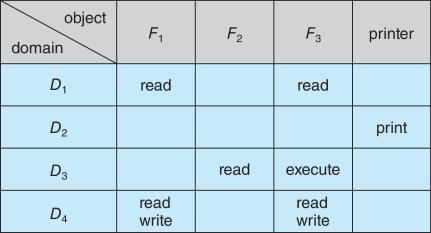 object
domain
F1 F2 F3 printer
D1 read read
D2 print
D3 read execute
D4 read write read write